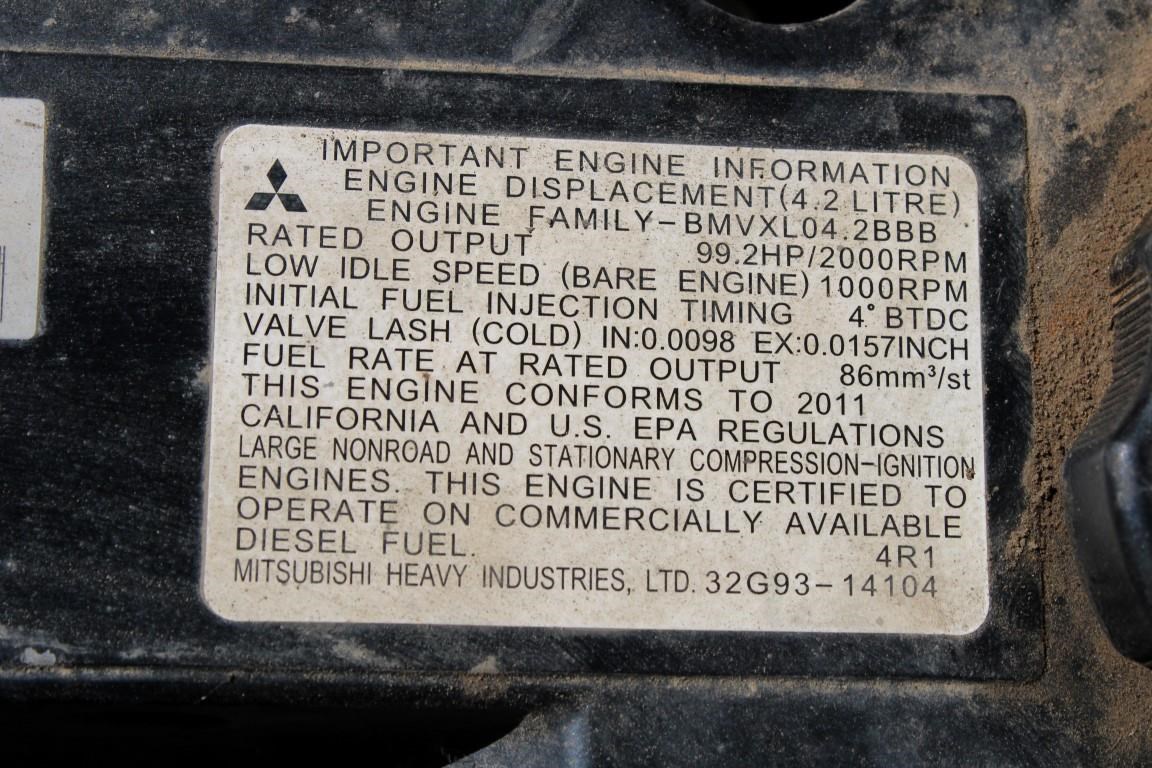 IMPORTANT ENGINE INFORMATION
ENGINE DISPLACEMENT(4.2 LITRE)
ENGINE FAMILY-BMVXL04.2BBB
RATED OUTPUT 99.2HP/2000RPM
LOW IDLE SPEED (BARE ENGINE) 1000RPM
INITIAL FUEL INJECTION TIMING 4° BTDC
VALVE LASH (COLD) IN:0.0098 EX:0.0157INCH
FUEL RATE AT RATED OUTPUT 86mm³/st
THIS ENGINE CONFORMS TO 2011
CALIFORNIA AND U.S. EPA REGULATIONS
LARGE NONROAD AND STATIONARY COMPRESSION-IGNITION
ENGINES. THIS ENGINE IS CERTIFIED TO
OPERATE ON COMMERCIALLY AVAILABLE
DIESEL FUEL. 4R1
MITSUBISHI HEAVY INDUSTRIES, LTD. 32G93-14104